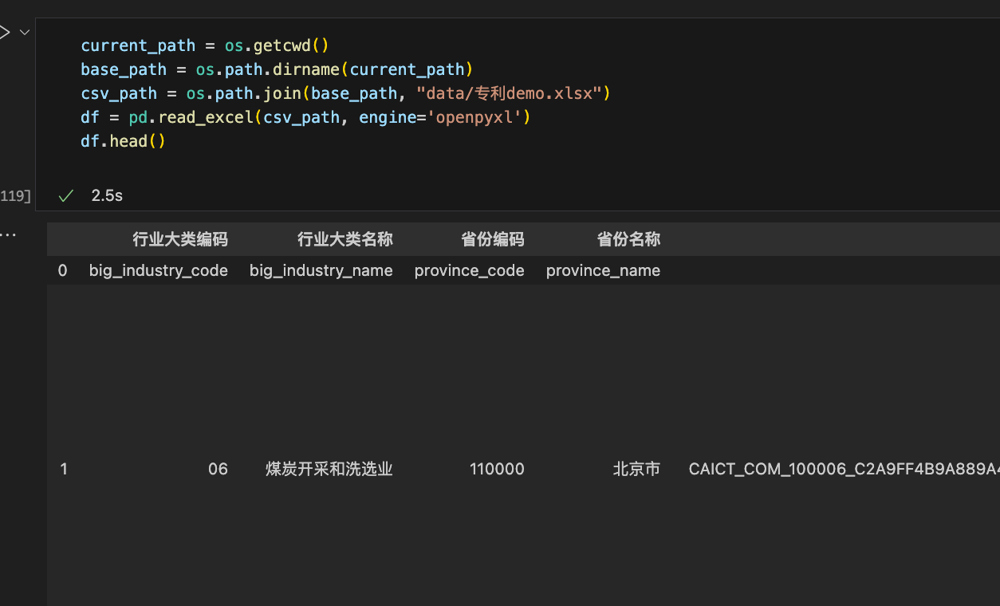 current_path = os.getcwd()
base_path = os.path.dirname(current_path)
csv_path = os.path.join(base_path, "data/专利demo.xlsx")
df = pd.read_excel(csv_path, engine='openpyxl')
df.head()
119] 2.5s
行业大类编码 行业大类名称 省份编码 省份名称
0 big_industry_code big_industry_name province_code province_name
1 06 煤炭开采和洗选业 110000 北京市 CAICT_COM_100006_C2A9FF4B9A889A4